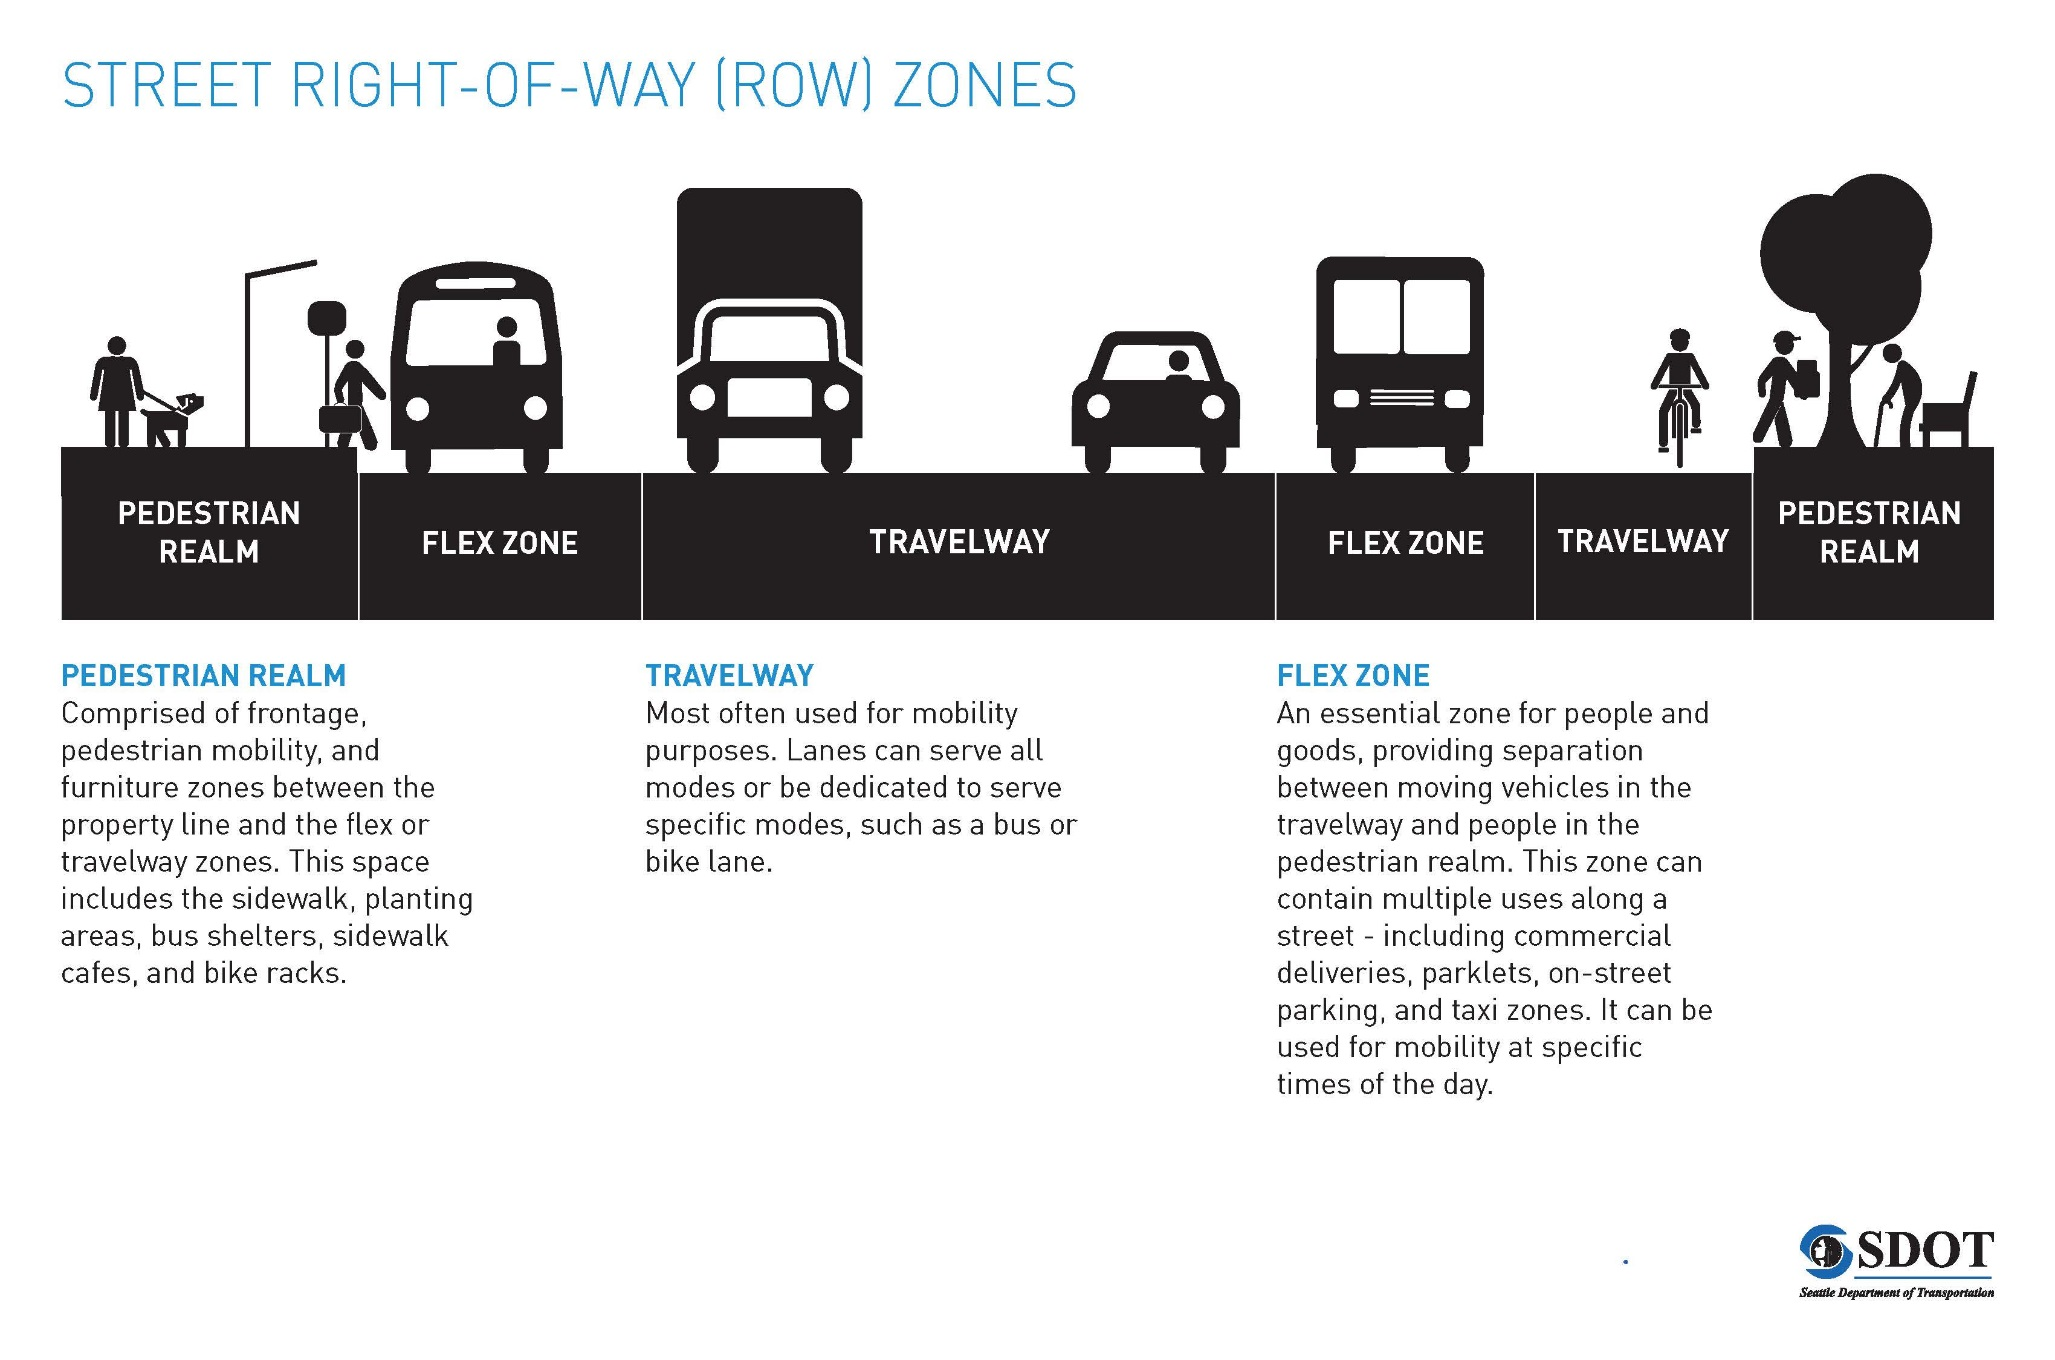 STREET RIGHT-OF-WAY (ROW) ZONES
PEDESTRIAN
REALM
FLEX ZONE
TRAVELWAY
FLEX ZONE
TRAVELWAY
PEDESTRIAN
REALM
PEDESTRIAN REALM
Comprised of frontage,
pedestrian mobility, and
furniture zones between the
property line and the flex or
travelway zones. This space
includes the sidewalk, planting
areas, bus shelters, sidewalk
cafes, and bike racks.
TRAVELWAY
Most often used for mobility
purposes. Lanes can serve all
modes or be dedicated to serve
specific modes, such as a bus or
bike lane.
FLEX ZONE
An essential zone for people and
goods, providing separation
between moving vehicles in the
travelway and people in the
pedestrian realm. This zone can
contain multiple uses along a
street - including commercial
deliveries, parklets, on-street
parking, and taxi zones. It can be
used for mobility at specific
times of the day.
SDOT
Seattle Department of Transportation